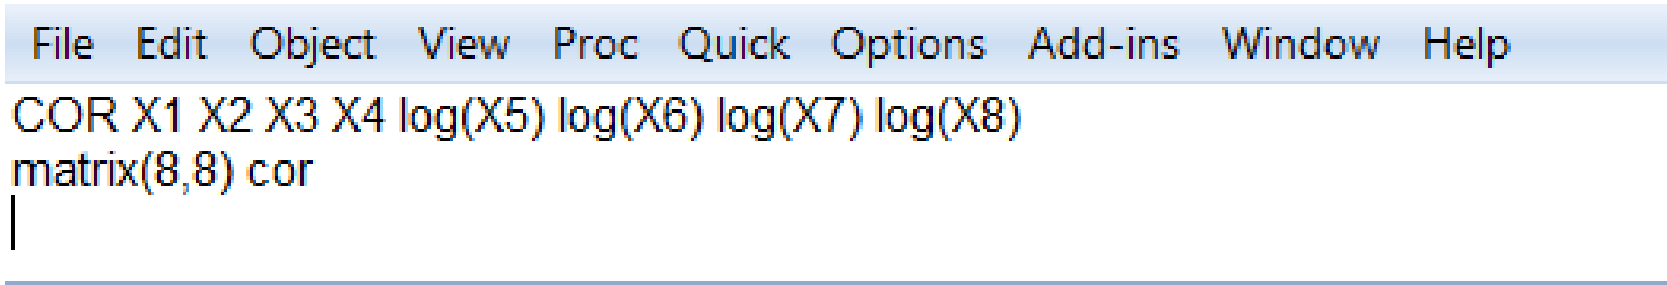 File Edit Object View Proc Quick Options Add-ins Window Help
COR X1 X2 X3 X4 log(X5) log(X6) log(X7) log(X8)
matrix(8,8) cor